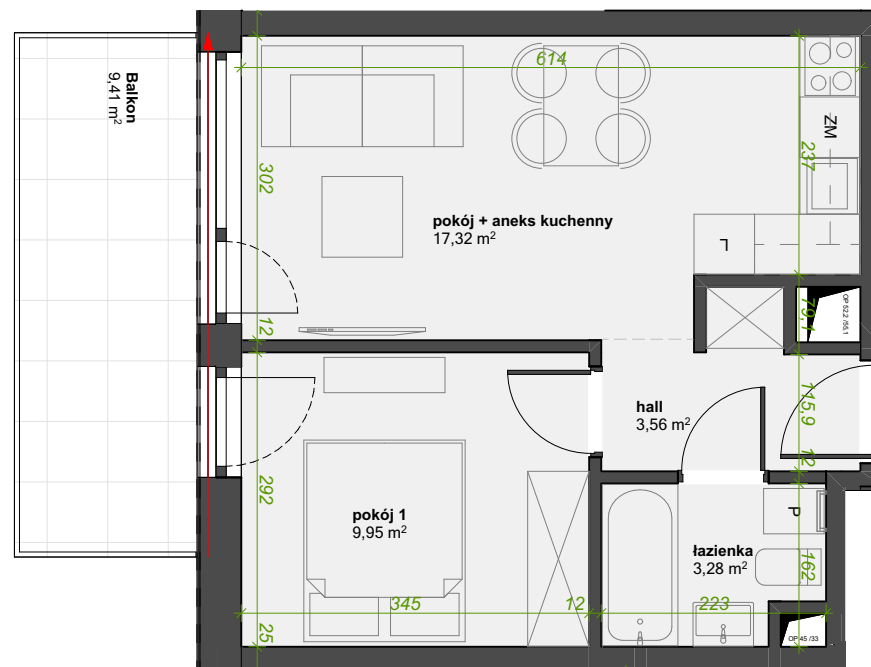 Balkon
9,41 m²
614
ZM
237
302
pokój + aneks kuchenny
17,32 m²
L
12
79,1
OP 52,2 /55,1
hall
3,56 m²
115,9
12
292
pokój 1
9,95 m²
P
łazienka
3,28 m²
162
345
12
223
25
OP 45 /33